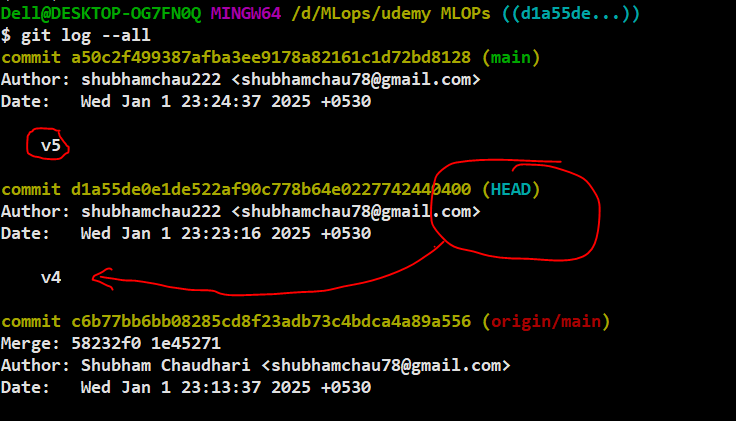 Dell@DESKTOP-OG7FN0Q MINGW64 /d/MLops/udemy MLOPs ((d1a55de...))
$ git log --all
commit a50c2f499387afba3ee9178a82161c1d72bd8128 (main)
Author: shubhamchau222 <shubhamchau78@gmail.com>
Date:   Wed Jan 1 23:24:37 2025 +0530
v5
commit d1a55de0e1de522af90c778b64e0227742440400 (HEAD)
Author: shubhamchau222 <shubhamchau78@gmail.com>
Date:   Wed Jan 1 23:23:16 2025 +0530
v4
commit c6b77bb6bb08285cd8f23adb73c4bdca4a89a556 (origin/main)
Merge: 58232f0 1e45271
Author: Shubham Chaudhari <shubhamchau78@gmail.com>
Date:   Wed Jan 1 23:13:37 2025 +0530